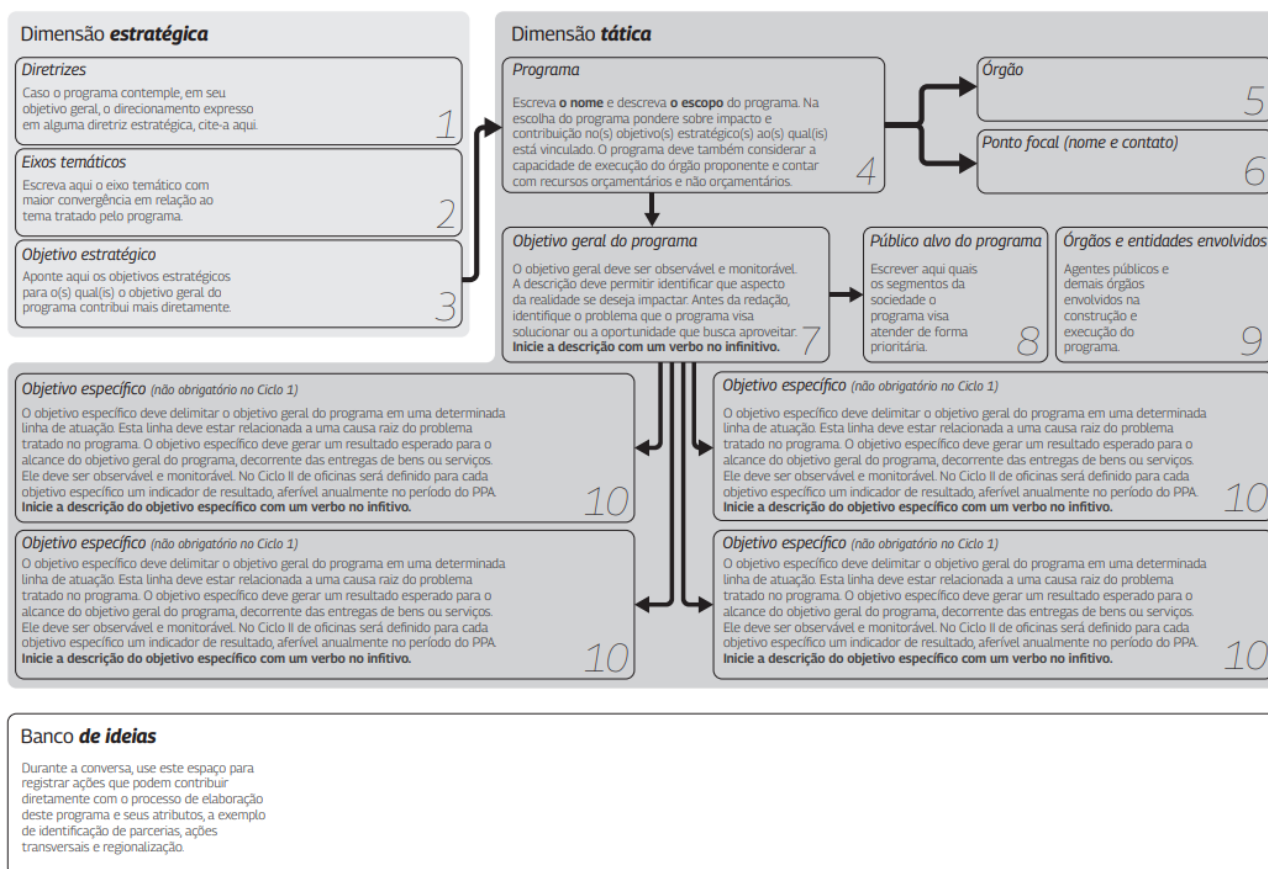 Dimensão estratégica
Diretrizes
Caso o programa contemple, em seu
objetivo geral, o direcionamento expresso
em alguma diretriz estratégica, cite-a aqui.
1
Eixos temáticos
Escreva aqui o eixo temático com
maior convergência em relação ao
tema tratado pelo programa.
2
Objetivo estratégico
Aponte aqui os objetivos estratégicos
para o(s) qual(is) o objetivo geral do
programa contribui mais diretamente.
3
Dimensão tática
Programa
Escreva o nome e descreva o escopo do programa. Na
escolha do programa pondere sobre impacto e
contribuição no(s) objetivo(s) estratégico(s) ao(s) qual(is)
está vinculado. O programa deve também considerar a
capacidade de execução do órgão proponente e contar
com recursos orçamentários e não orçamentários.
4
Órgão
5
Ponto focal (nome e contato)
6
Objetivo geral do programa
O objetivo geral deve ser observável e monitorável.
A descrição deve permitir identificar que aspecto
da realidade se deseja impactar. Antes da redação,
identifique o problema que o programa visa
solucionar ou a oportunidade que busca aproveitar.
Inicie a descrição com um verbo no infinitivo.
7
Público alvo do programa
Escrever aqui quais
os segmentos da
sociedade o
programa visa
atender de forma
prioritária.
8
Órgãos e entidades envolvidos
Agentes públicos e
demais órgãos
envolvidos na
construção e
execução do
programa.
9
Objetivo específico (não obrigatório no Ciclo 1)
O objetivo específico deve delimitar o objetivo geral do programa em uma determinada
linha de atuação. Esta linha deve estar relacionada a uma causa raiz do problema
tratado no programa. O objetivo específico deve gerar um resultado esperado para o
alcance do objetivo geral do programa, decorrente das entregas de bens ou serviços.
Ele deve ser observável e monitorável. No Ciclo II de oficinas será definido para cada
objetivo específico um indicador de resultado, aferível anualmente no período do PPA.
Inicie a descrição do objetivo específico com um verbo no infitivo.
10
Objetivo específico (não obrigatório no Ciclo 1)
O objetivo específico deve delimitar o objetivo geral do programa em uma determinada
linha de atuação. Esta linha deve estar relacionada a uma causa raiz do problema
tratado no programa. O objetivo específico deve gerar um resultado esperado para o
alcance do objetivo geral do programa, decorrente das entregas de bens ou serviços.
Ele deve ser observável e monitorável. No Ciclo II de oficinas será definido para cada
objetivo específico um indicador de resultado, aferível anualmente no período do PPA.
Inicie a descrição do objetivo específico com um verbo no infitivo.
10
Objetivo específico (não obrigatório no Ciclo 1)
O objetivo específico deve delimitar o objetivo geral do programa em uma determinada
linha de atuação. Esta linha deve estar relacionada a uma causa raiz do problema
tratado no programa. O objetivo específico deve gerar um resultado esperado para o
alcance do objetivo geral do programa, decorrente das entregas de bens ou serviços.
Ele deve ser observável e monitorável. No Ciclo II de oficinas será definido para cada
objetivo específico um indicador de resultado, aferível anualmente no período do PPA.
Inicie a descrição do objetivo específico com um verbo no infitivo.
10
Objetivo específico (não obrigatório no Ciclo 1)
O objetivo específico deve delimitar o objetivo geral do programa em uma determinada
linha de atuação. Esta linha deve estar relacionada a uma causa raiz do problema
tratado no programa. O objetivo específico deve gerar um resultado esperado para o
alcance do objetivo geral do programa, decorrente das entregas de bens ou serviços.
Ele deve ser observável e monitorável. No Ciclo II de oficinas será definido para cada
objetivo específico um indicador de resultado, aferível anualmente no período do PPA.
Inicie a descrição do objetivo específico com um verbo no infitivo.
10
Banco de ideias
Durante a conversa, use este espaço para
registrar ações que podem contribuir
diretamente com o processo de elaboração
deste programa e seus atributos, a exemplo
de identificação de parcerias, ações
transversais e regionalização.